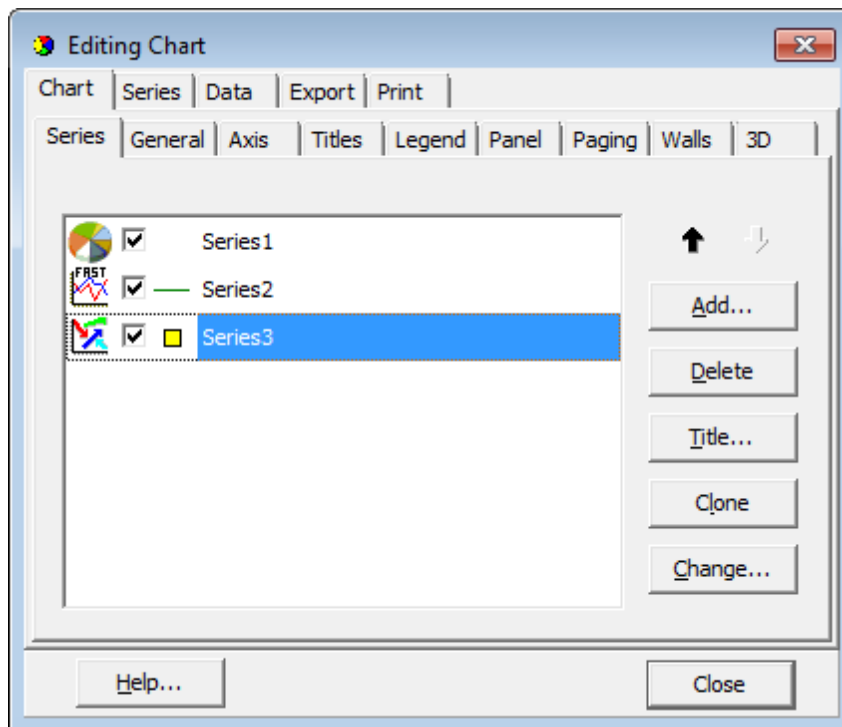 Editing Chart
Chart Series Data Export Print
Series General Axis Titles Legend Panel Paging Walls 3D
Series1
FAST
Series2
Add...
Series3
Delete
Title...
Clone
Change...
Help... Close